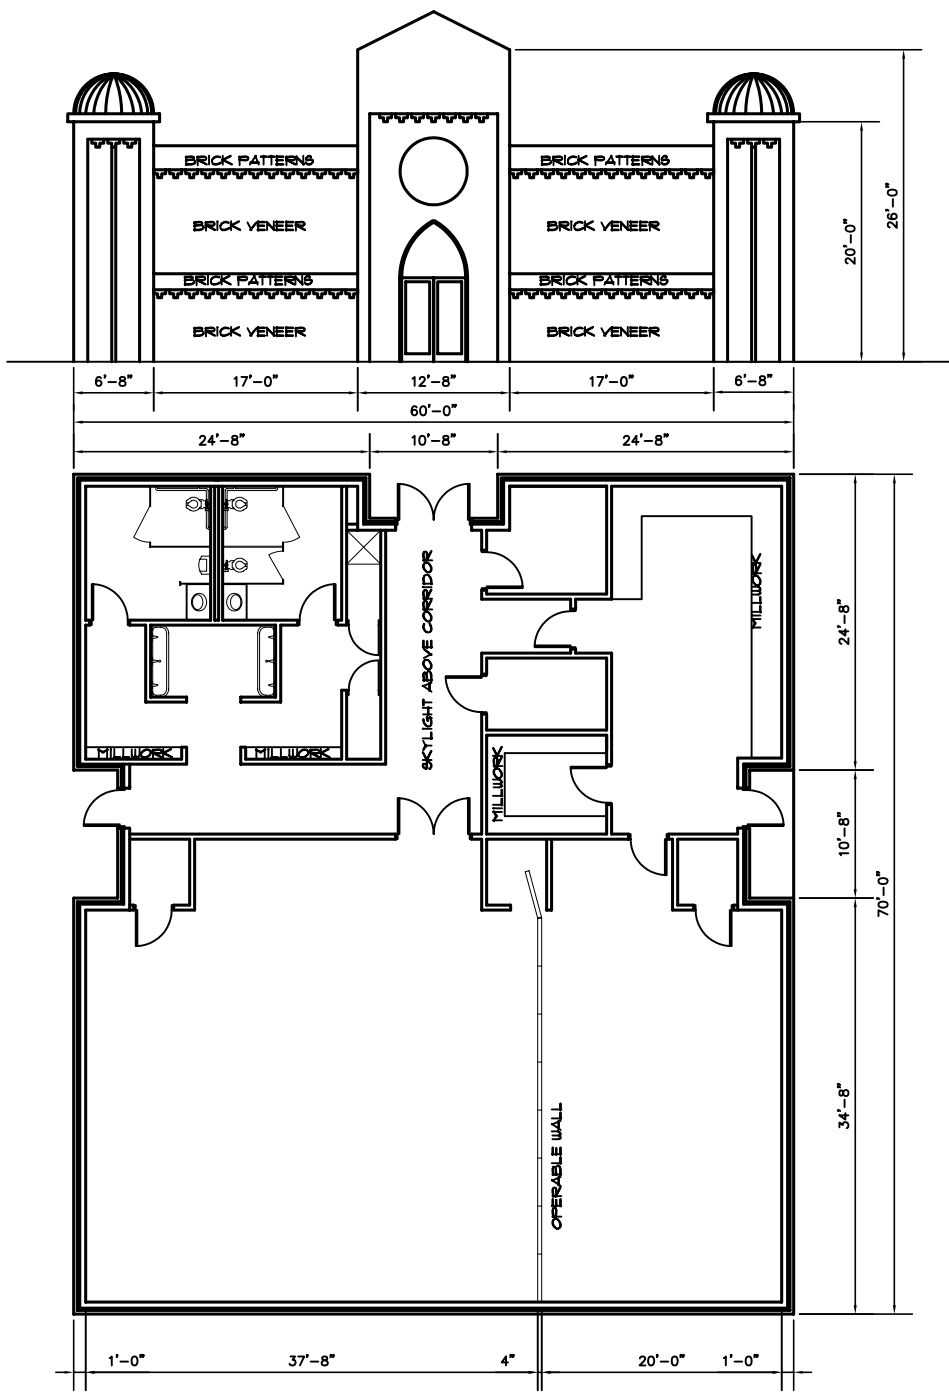 BRICK PATTERNS
BRICK PATTERNS
BRICK VENEER
BRICK VENEER
BRICK PATTERNS
BRICK PATTERNS
BRICK VENEER
BRICK VENEER
20'-0"
26'-0"
6'-8"
17'-0"
12'-8"
17'-0"
6'-8"
60'-0"
24'-8"
10'-8"
24'-8"
SKYLIGHT ABOVE CORRIDOR
MILLWORK
24'-8"
MILLWORK
MILLWORK
MILLWORK
10'-8"
70'-0"
34'-8"
OPERABLE WALL
1'-0"
37'-8"
4"
20'-0"
1'-0"